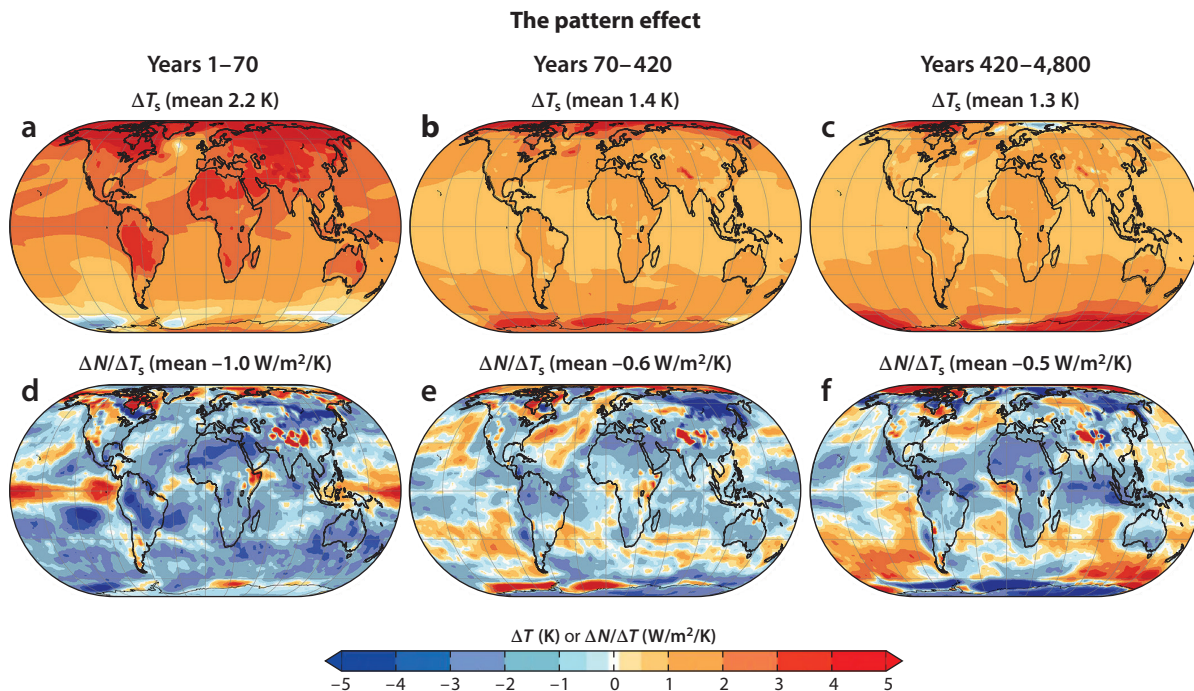 The pattern effect
Years 1–70
Years 70–420
Years 420–4,800
ΔTs (mean 2.2 K)
ΔTs (mean 1.4 K)
ΔTs (mean 1.3 K)
a
b
c
ΔN/ΔTs (mean –1.0 W/m²/K)
ΔN/ΔTs (mean –0.6 W/m²/K)
ΔN/ΔTs (mean –0.5 W/m²/K)
d
e
f
ΔT (K) or ΔN/ΔT (W/m²/K)
–5 –4 –3 –2 –1 0 1 2 3 4 5